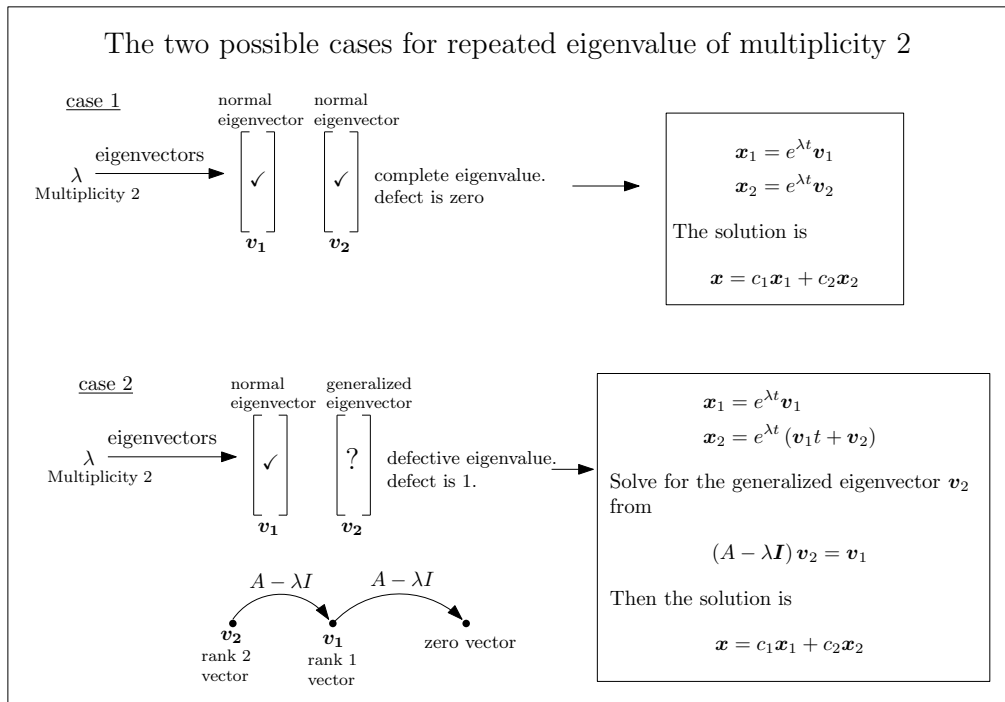 The two possible cases for repeated eigenvalue of multiplicity 2
case 1
normal
eigenvector
normal
eigenvector
eigenvectors
λ
Multiplicity 2
✓
✓
v₁
v₂
complete eigenvalue.
defect is zero
x₁ = e^{λt}v₁
x₂ = e^{λt}v₂
The solution is
x = c₁x₁ + c₂x₂
case 2
normal
eigenvector
generalized
eigenvector
eigenvectors
λ
Multiplicity 2
✓
?
v₁
v₂
defective eigenvalue.
defect is 1.
x₁ = e^{λt}v₁
x₂ = e^{λt} (v₁t + v₂)
Solve for the generalized eigenvector v₂
from
(A − λI) v₂ = v₁
Then the solution is
x = c₁x₁ + c₂x₂
A − λI
A − λI
v₂
rank 2
vector
v₁
rank 1
vector
zero vector